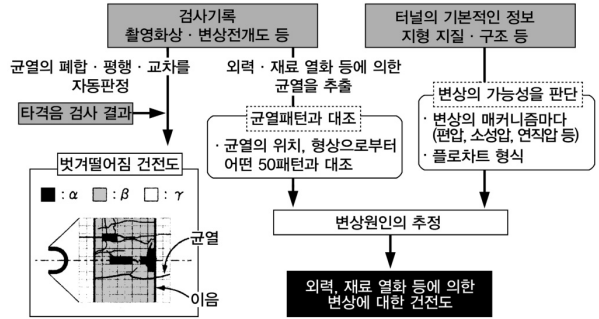 검사기록
촬영화상 · 변상전개도 등
터널의 기본적인 정보
지형 지질 · 구조 등
균열의 폐합 · 평행 · 교차를
자동판정
외력 · 재료 열화 등에 의한
균열을 추출
타격음 검사 결과
균열패턴과 대조
· 균열의 위치, 형상으로부터
어떤 50패턴과 대조
변상의 가능성을 판단
· 변상의 매커니즘마다
(편압, 소성압, 연직압 등)
· 플로차트 형식
벗겨떨어짐 건전도
: α : β : γ
균열
이음
변상원인의 추정
외력, 재료 열화 등에 의한
변상에 대한 건전도